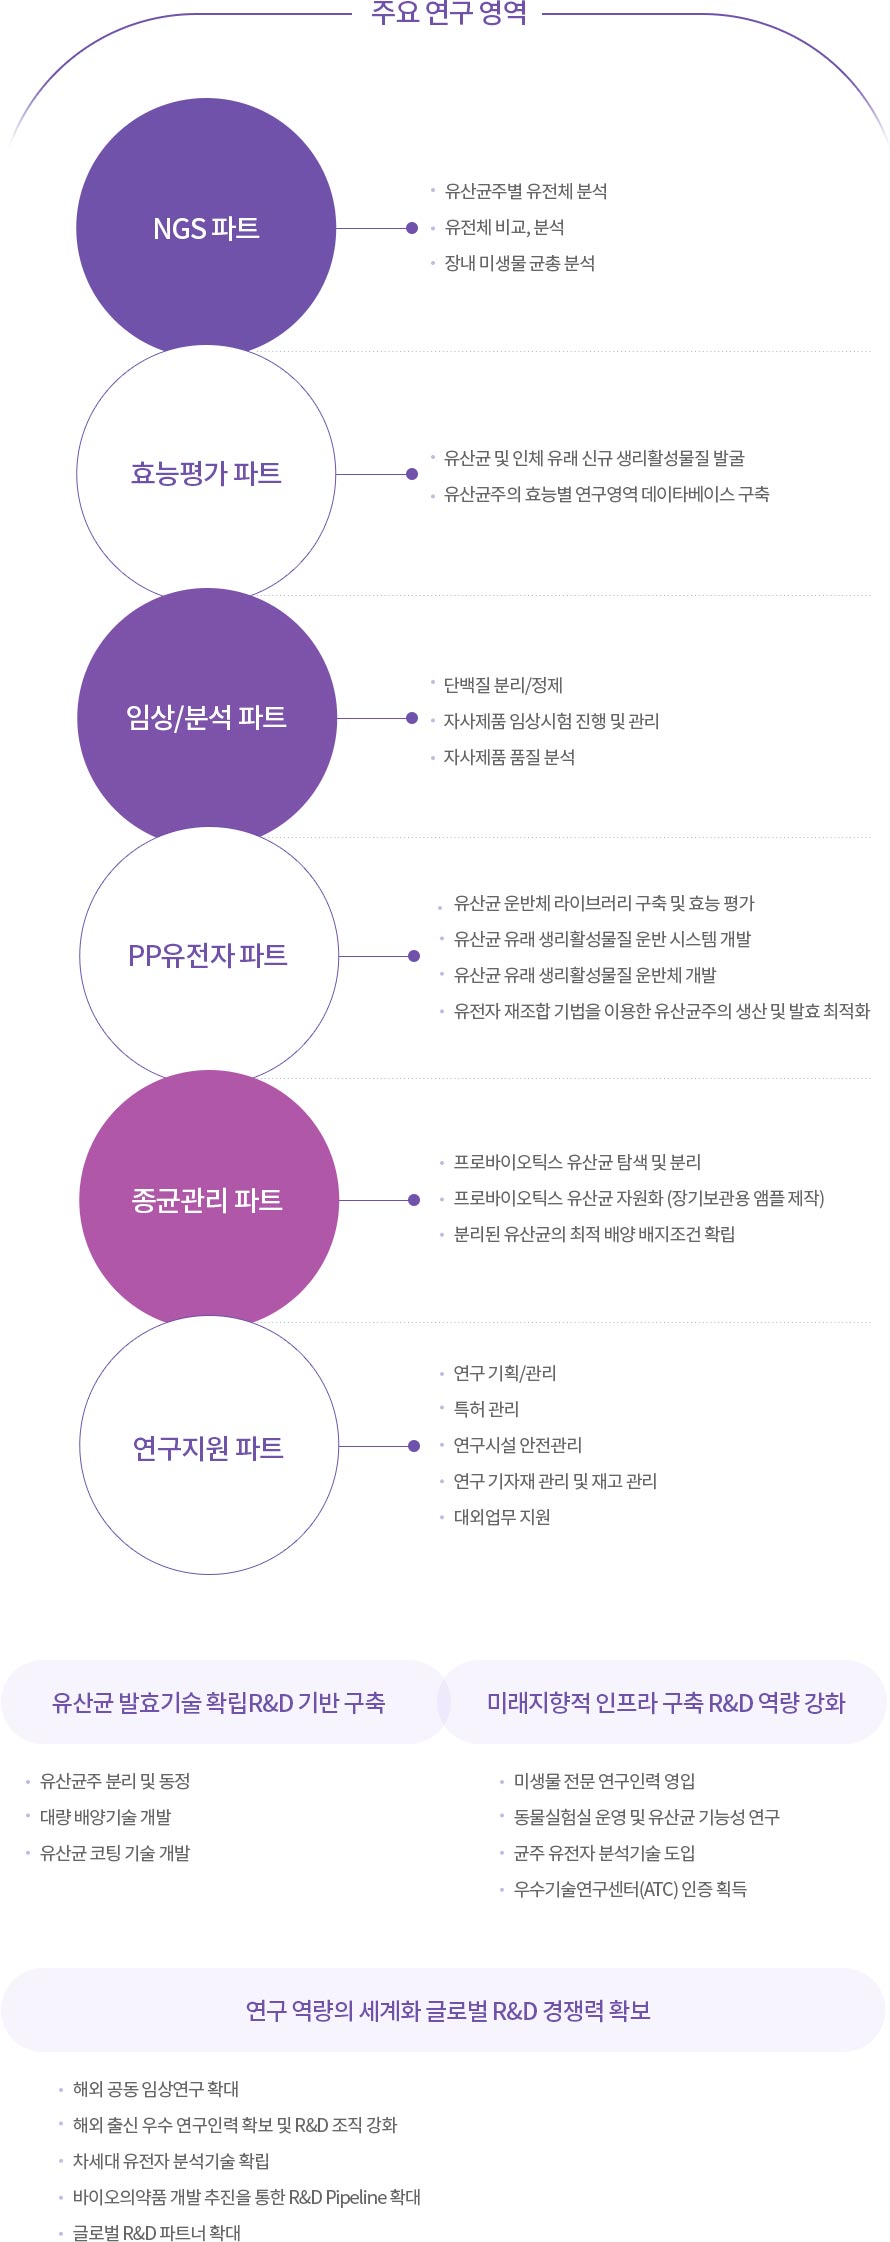 주요 연구 영역
NGS 파트
유산균주별 유전체 분석
유전체 비교, 분석
장내 미생물 균총 분석
효능평가 파트
유산균 및 인체 유래 신규 생리활성물질 발굴
유산균주의 효능별 연구영역 데이타베이스 구축
임상/분석 파트
단백질 분리/정제
자사제품 임상시험 진행 및 관리
자사제품 품질 분석
PP유전자 파트
유산균 운반체 라이브러리 구축 및 효능 평가
유산균 유래 생리활성물질 운반 시스템 개발
유산균 유래 생리활성물질 운반체 개발
유전자 재조합 기법을 이용한 유산균주의 생산 및 발효 최적화
종균관리 파트
프로바이오틱스 유산균 탐색 및 분리
프로바이오틱스 유산균 자원화 (장기보관용 앰플 제작)
분리된 유산균의 최적 배양 배지조건 확립
연구지원 파트
연구 기획/관리
특허 관리
연구시설 안전관리
연구 기자재 관리 및 재고 관리
대외업무 지원
유산균 발효기술 확립R&D 기반 구축
유산균주 분리 및 동정
대량 배양기술 개발
유산균 코팅 기술 개발
미래지향적 인프라 구축 R&D 역량 강화
미생물 전문 연구인력 영입
동물실험실 운영 및 유산균 기능성 연구
균주 유전자 분석기술 도입
우수기술연구센터(ATC) 인증 획득
연구 역량의 세계화 글로벌 R&D 경쟁력 확보
해외 공동 임상연구 확대
해외 출신 우수 연구인력 확보 및 R&D 조직 강화
차세대 유전자 분석기술 확립
바이오의약품 개발 추진을 통한 R&D Pipeline 확대
글로벌 R&D 파트너 확대